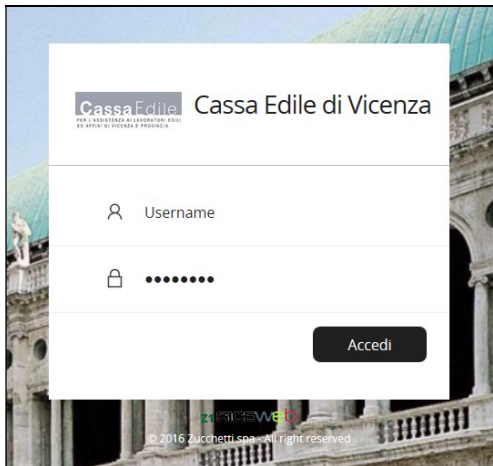 CassaEdile
PER L'ASSISTENZA AI LAVORATORI EDILI
ED AFFINI DI VICENZA E PROVINCIA
Cassa Edile di Vicenza
Username
••••••••
Accedi
z1SICEWeb
© 2016 Zucchetti spa - All right reserved